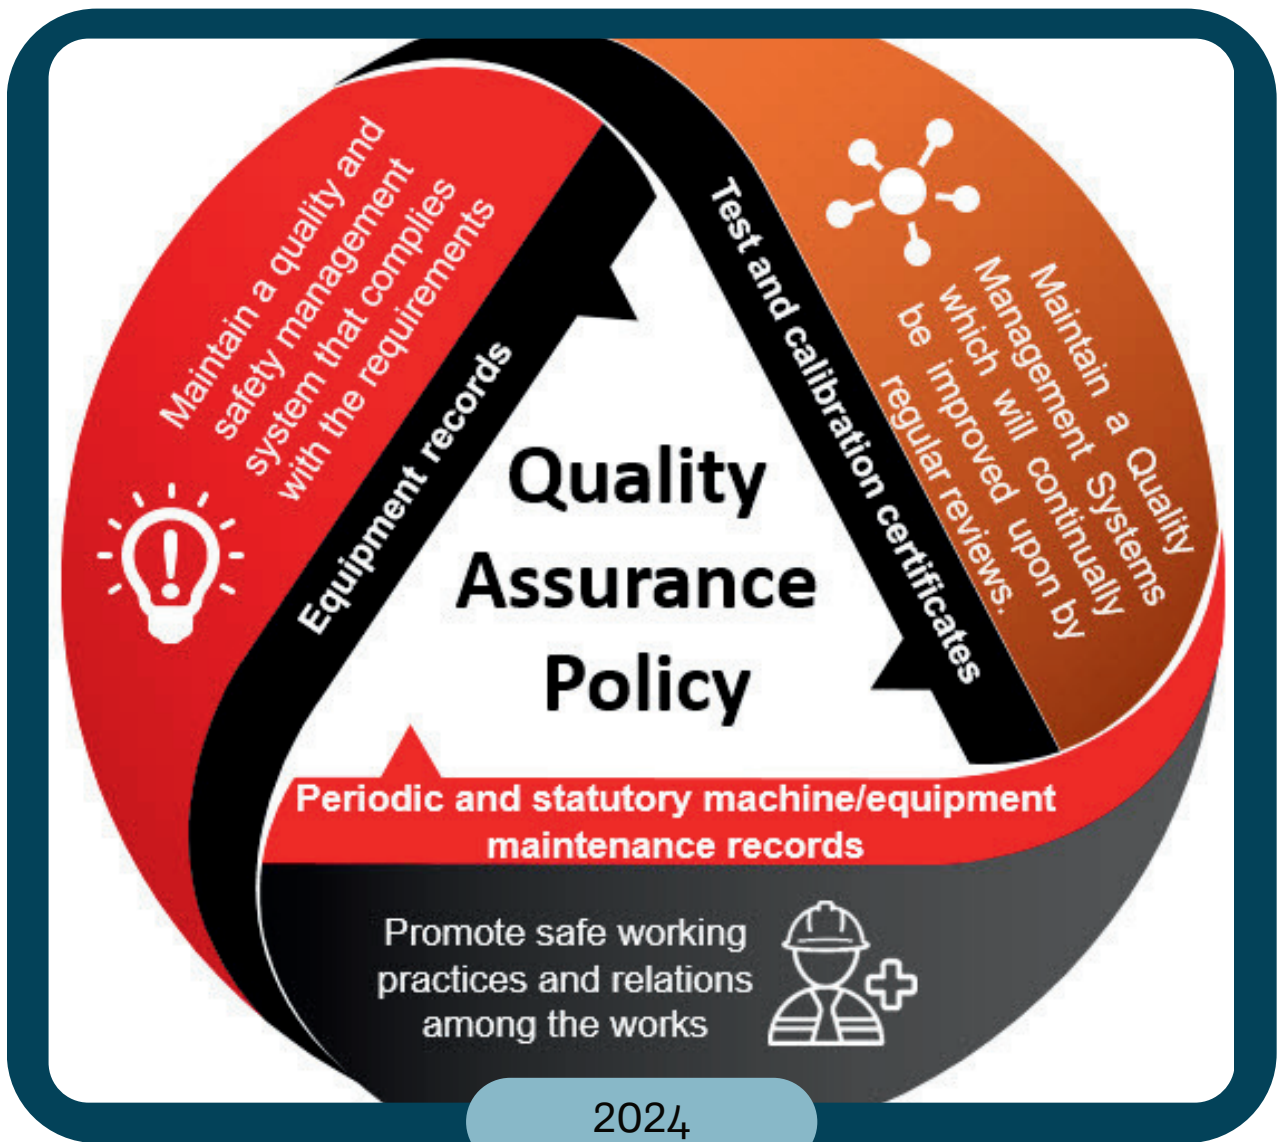 Maintain a quality and
safety management
system that complies
with the requirements
Equipment records
Test and calibration certificates
Maintain a Quality
Management Systems
which will continually
be improved upon by
regular reviews.
Quality
Assurance
Policy
Periodic and statutory machine/equipment
maintenance records
Promote safe working
practices and relations
among the works
2024